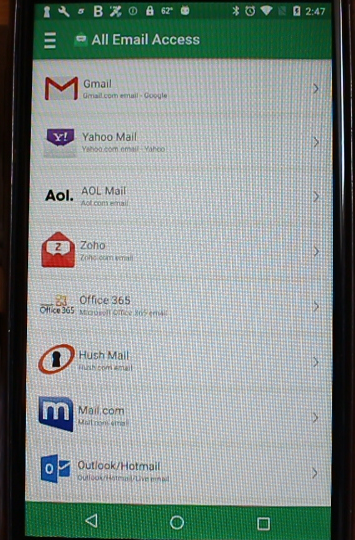 B 62° 2:47
All Email Access
Gmail
Gmail.com email - Google
Y!
Yahoo Mail
Yahoo.com email - Yahoo
Aol.
AOL Mail
Aol.com email
Z
Zoho
Zoho.com email
Office 365
Office 365
Microsoft Office 365 email
Hush Mail
Hush.com email
m
Mail.com
Mail.com email
o
Outlook/Hotmail
Outlook/Hotmail/Live email